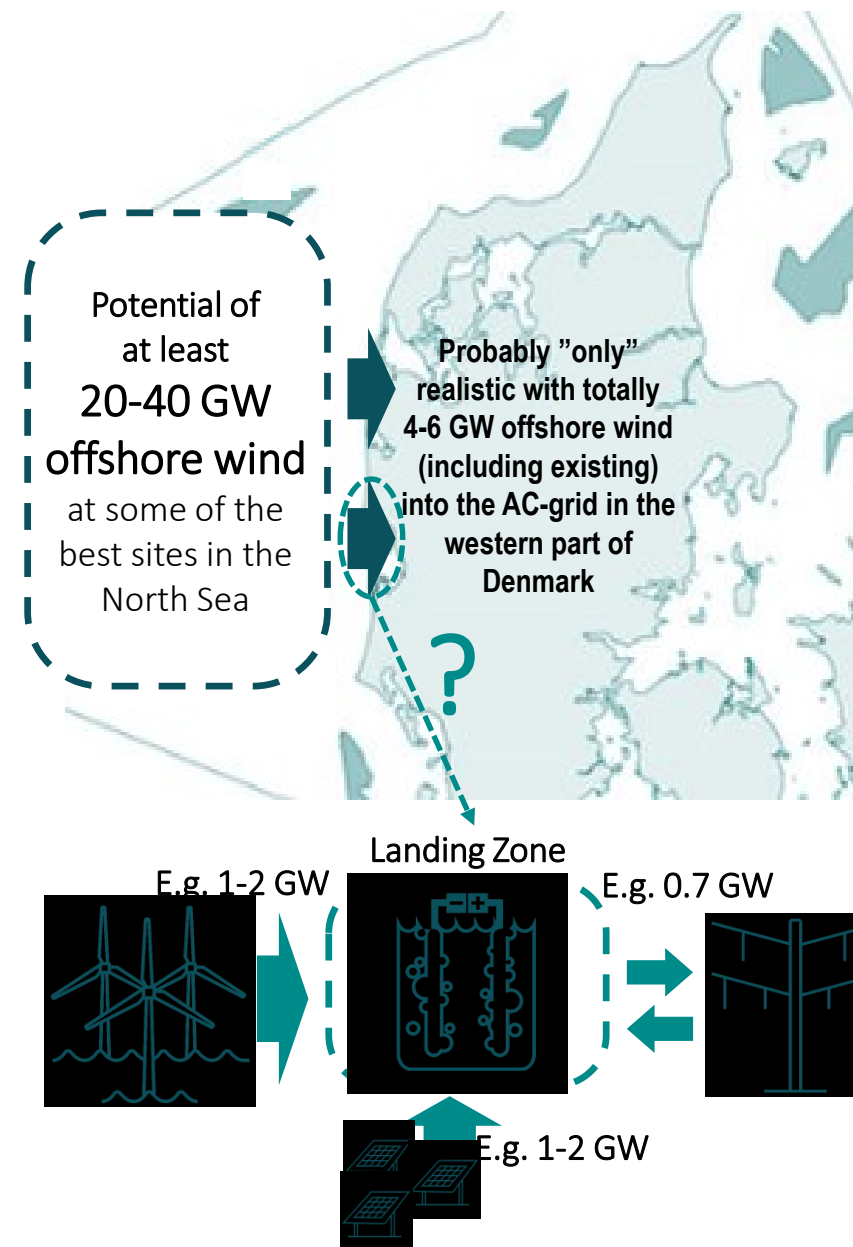 Potential of
at least
20-40 GW
offshore wind
at some of the
best sites in the
North Sea
Probably ”only”
realistic with totally
4-6 GW offshore wind
(including existing)
into the AC-grid in the
western part of
Denmark
?
Landing Zone
E.g. 1-2 GW
E.g. 0.7 GW
E.g. 1-2 GW